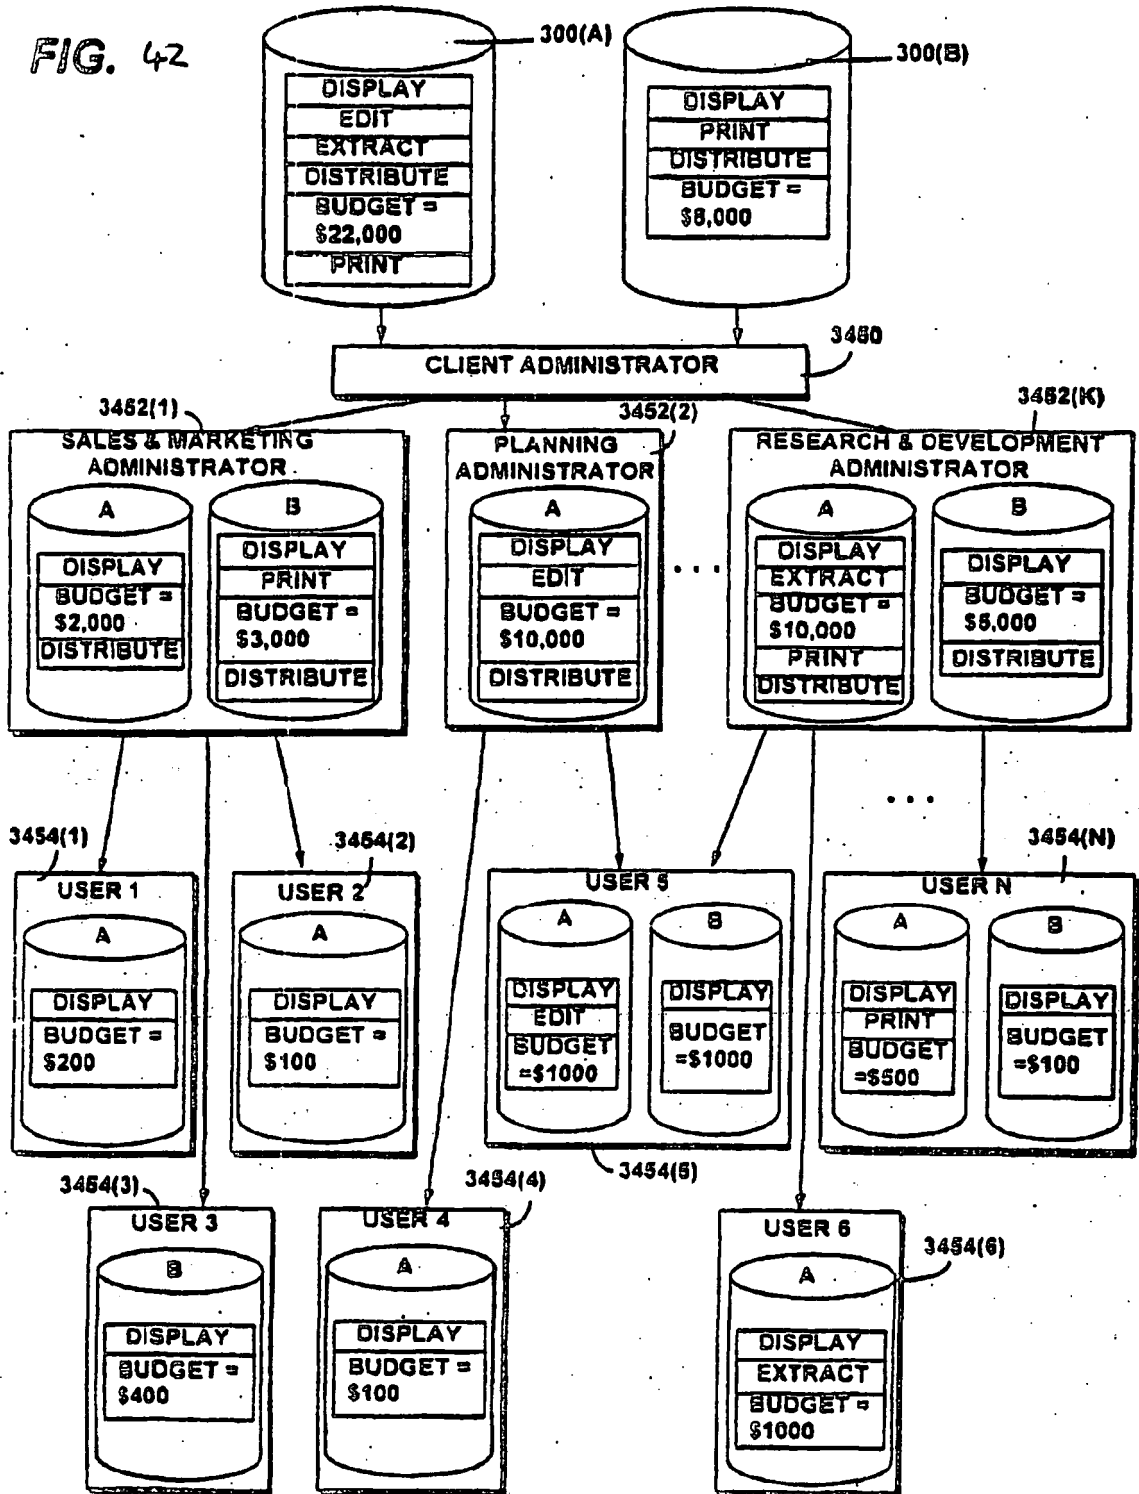 FIG. 42
300(A)
300(B)
DISPLAY
EDIT
EXTRACT
DISTRIBUTE
BUDGET =
$22,000
PRINT
DISPLAY
PRINT
DISTRIBUTE
BUDGET =
$8,000
CLIENT ADMINISTRATOR
3450
3452(1)
SALES & MARKETING
ADMINISTRATOR
A
DISPLAY
BUDGET =
$2,000
DISTRIBUTE
B
DISPLAY
PRINT
BUDGET =
$3,000
DISTRIBUTE
3452(2)
PLANNING
ADMINISTRATOR
A
DISPLAY
EDIT
BUDGET =
$10,000
DISTRIBUTE
...
3452(K)
RESEARCH & DEVELOPMENT
ADMINISTRATOR
A
DISPLAY
EXTRACT
BUDGET =
$10,000
PRINT
DISTRIBUTE
B
DISPLAY
BUDGET =
$5,000
DISTRIBUTE
...
3454(1)
USER 1
A
DISPLAY
BUDGET =
$200
3454(2)
USER 2
A
DISPLAY
BUDGET =
$100
USER 5
A
DISPLAY
EDIT
BUDGET
=$1000
B
DISPLAY
BUDGET
=$1000
3454(5)
3454(N)
USER N
A
DISPLAY
PRINT
BUDGET
=$500
B
DISPLAY
BUDGET
=$100
3454(3)
USER 3
B
DISPLAY
BUDGET =
$400
3454(4)
USER 4
A
DISPLAY
BUDGET =
$100
3454(6)
USER 6
A
DISPLAY
EXTRACT
BUDGET =
$1000